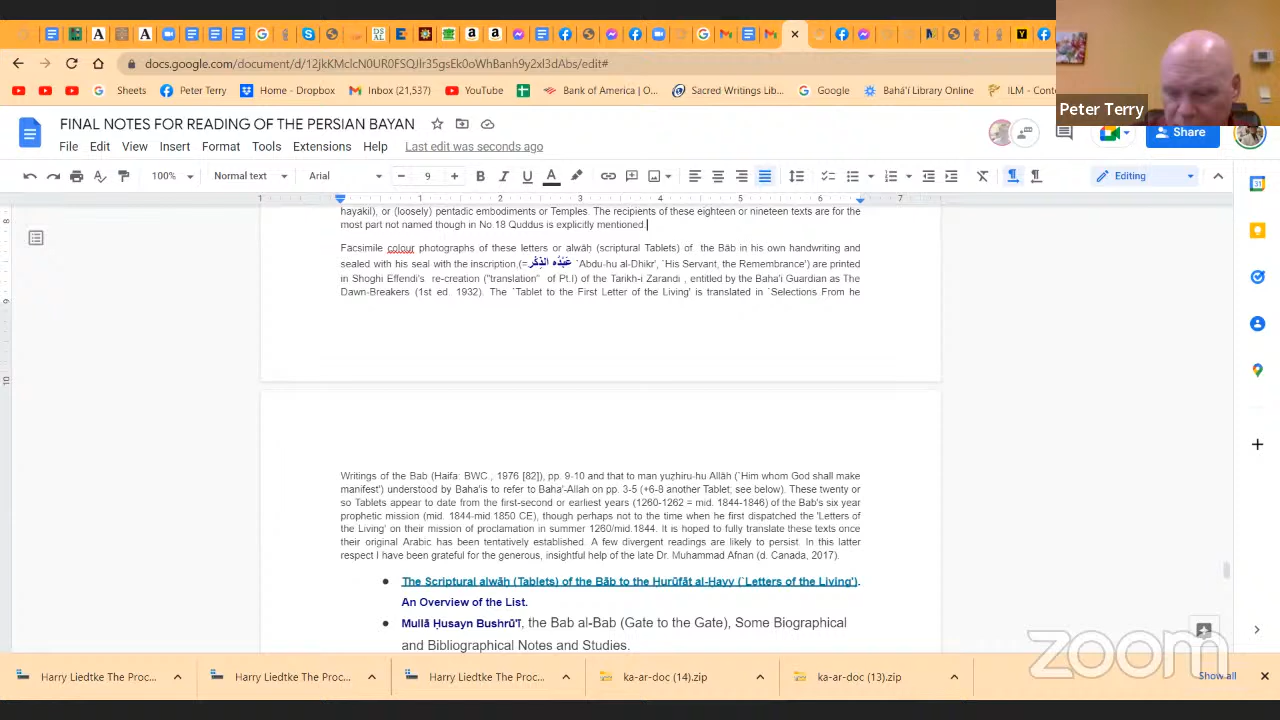 docs.google.com/document/d/12jkKMcIcN0UR0FSQJIr35gsEk0oWhBanh9y2xl3dAbs/edit#
Sheets
Peter Terry
Home - Dropbox
Inbox (21,537)
YouTube
Bank of America | O...
Sacred Writings Lib...
Google
Bahá'í Library Online
ILM - Conte
Peter Terry
FINAL NOTES FOR READING OF THE PERSIAN BAYAN
File Edit View Insert Format Tools Extensions Help Last edit was seconds ago
Share
100% Normal text Arial 9 Editing
1 1 2 3 4 5 6 7
hayakil), or (loosely) pentadic embodiments or Temples. The recipients of these eighteen or nineteen texts are for the
most part not named though in No 18 Quddus is explicitly mentioned.
Facsimile colour photographs of these letters or alwāḥ (scriptural Tablets) of the Bāb in his own handwriting and
sealed with his seal with the inscription,(= عَبْدُه الذِّكْر `Abdu-hu al-Dhikr', `His Servant, the Remembrance') are printed
in Shoghi Effendi's re-creation ("translation" of Pt.I) of the Tarikh-i Zarandi , entitled by the Baha'i Guardian as The
Dawn-Breakers (1st ed. 1932). The `Tablet to the First Letter of the Living' is translated in `Selections From he
Writings of the Bab (Haifa: BWC., 1976 [82]), pp. 9-10 and that to man yuẓhiru-hu Allāh (`Him whom God shall make
manifest') understood by Baha'is to refer to Baha'-Allah on pp. 3-5 (+6-8 another Tablet; see below). These twenty or
so Tablets appear to date from the first-second or earliest years (1260-1262 = mid. 1844-1846) of the Bab's six year
prophetic mission (mid. 1844-mid.1850 CE), though perhaps not to the time when he first dispatched the 'Letters of
the Living' on their mission of proclamation in summer 1260/mid.1844. It is hoped to fully translate these texts once
their original Arabic has been tentatively established. A few divergent readings are likely to persist. In this latter
respect I have been grateful for the generous, insightful help of the late Dr. Muhammad Afnan (d. Canada, 2017).
● The Scriptural alwāḥ (Tablets) of the Bāb to the Ḥurūfāt al-Ḥayy (`Letters of the Living').
An Overview of the List.
● Mullā Ḥusayn Bushrū'ī, the Bab al-Bab (Gate to the Gate), Some Biographical
and Bibliographical Notes and Studies.
zoom
Harry Liedtke The Proc....
Harry Liedtke The Proc....
Harry Liedtke The Proc....
ka-ar-doc (14).zip
ka-ar-doc (13).zip
Show all